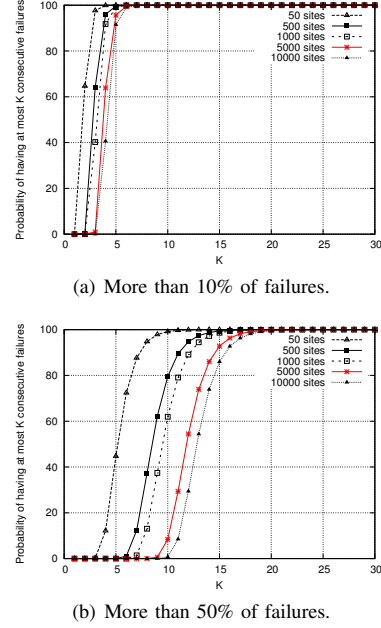 Probability of having at most K consecutive failures
100
80
60
40
20
0
0 5 10 15 20 25 30
K
50 sites
500 sites
1000 sites
5000 sites
10000 sites
(a) More than 10% of failures.
Probability of having at most K consecutive failures
100
80
60
40
20
0
0 5 10 15 20 25 30
K
50 sites
500 sites
1000 sites
5000 sites
10000 sites
(b) More than 50% of failures.